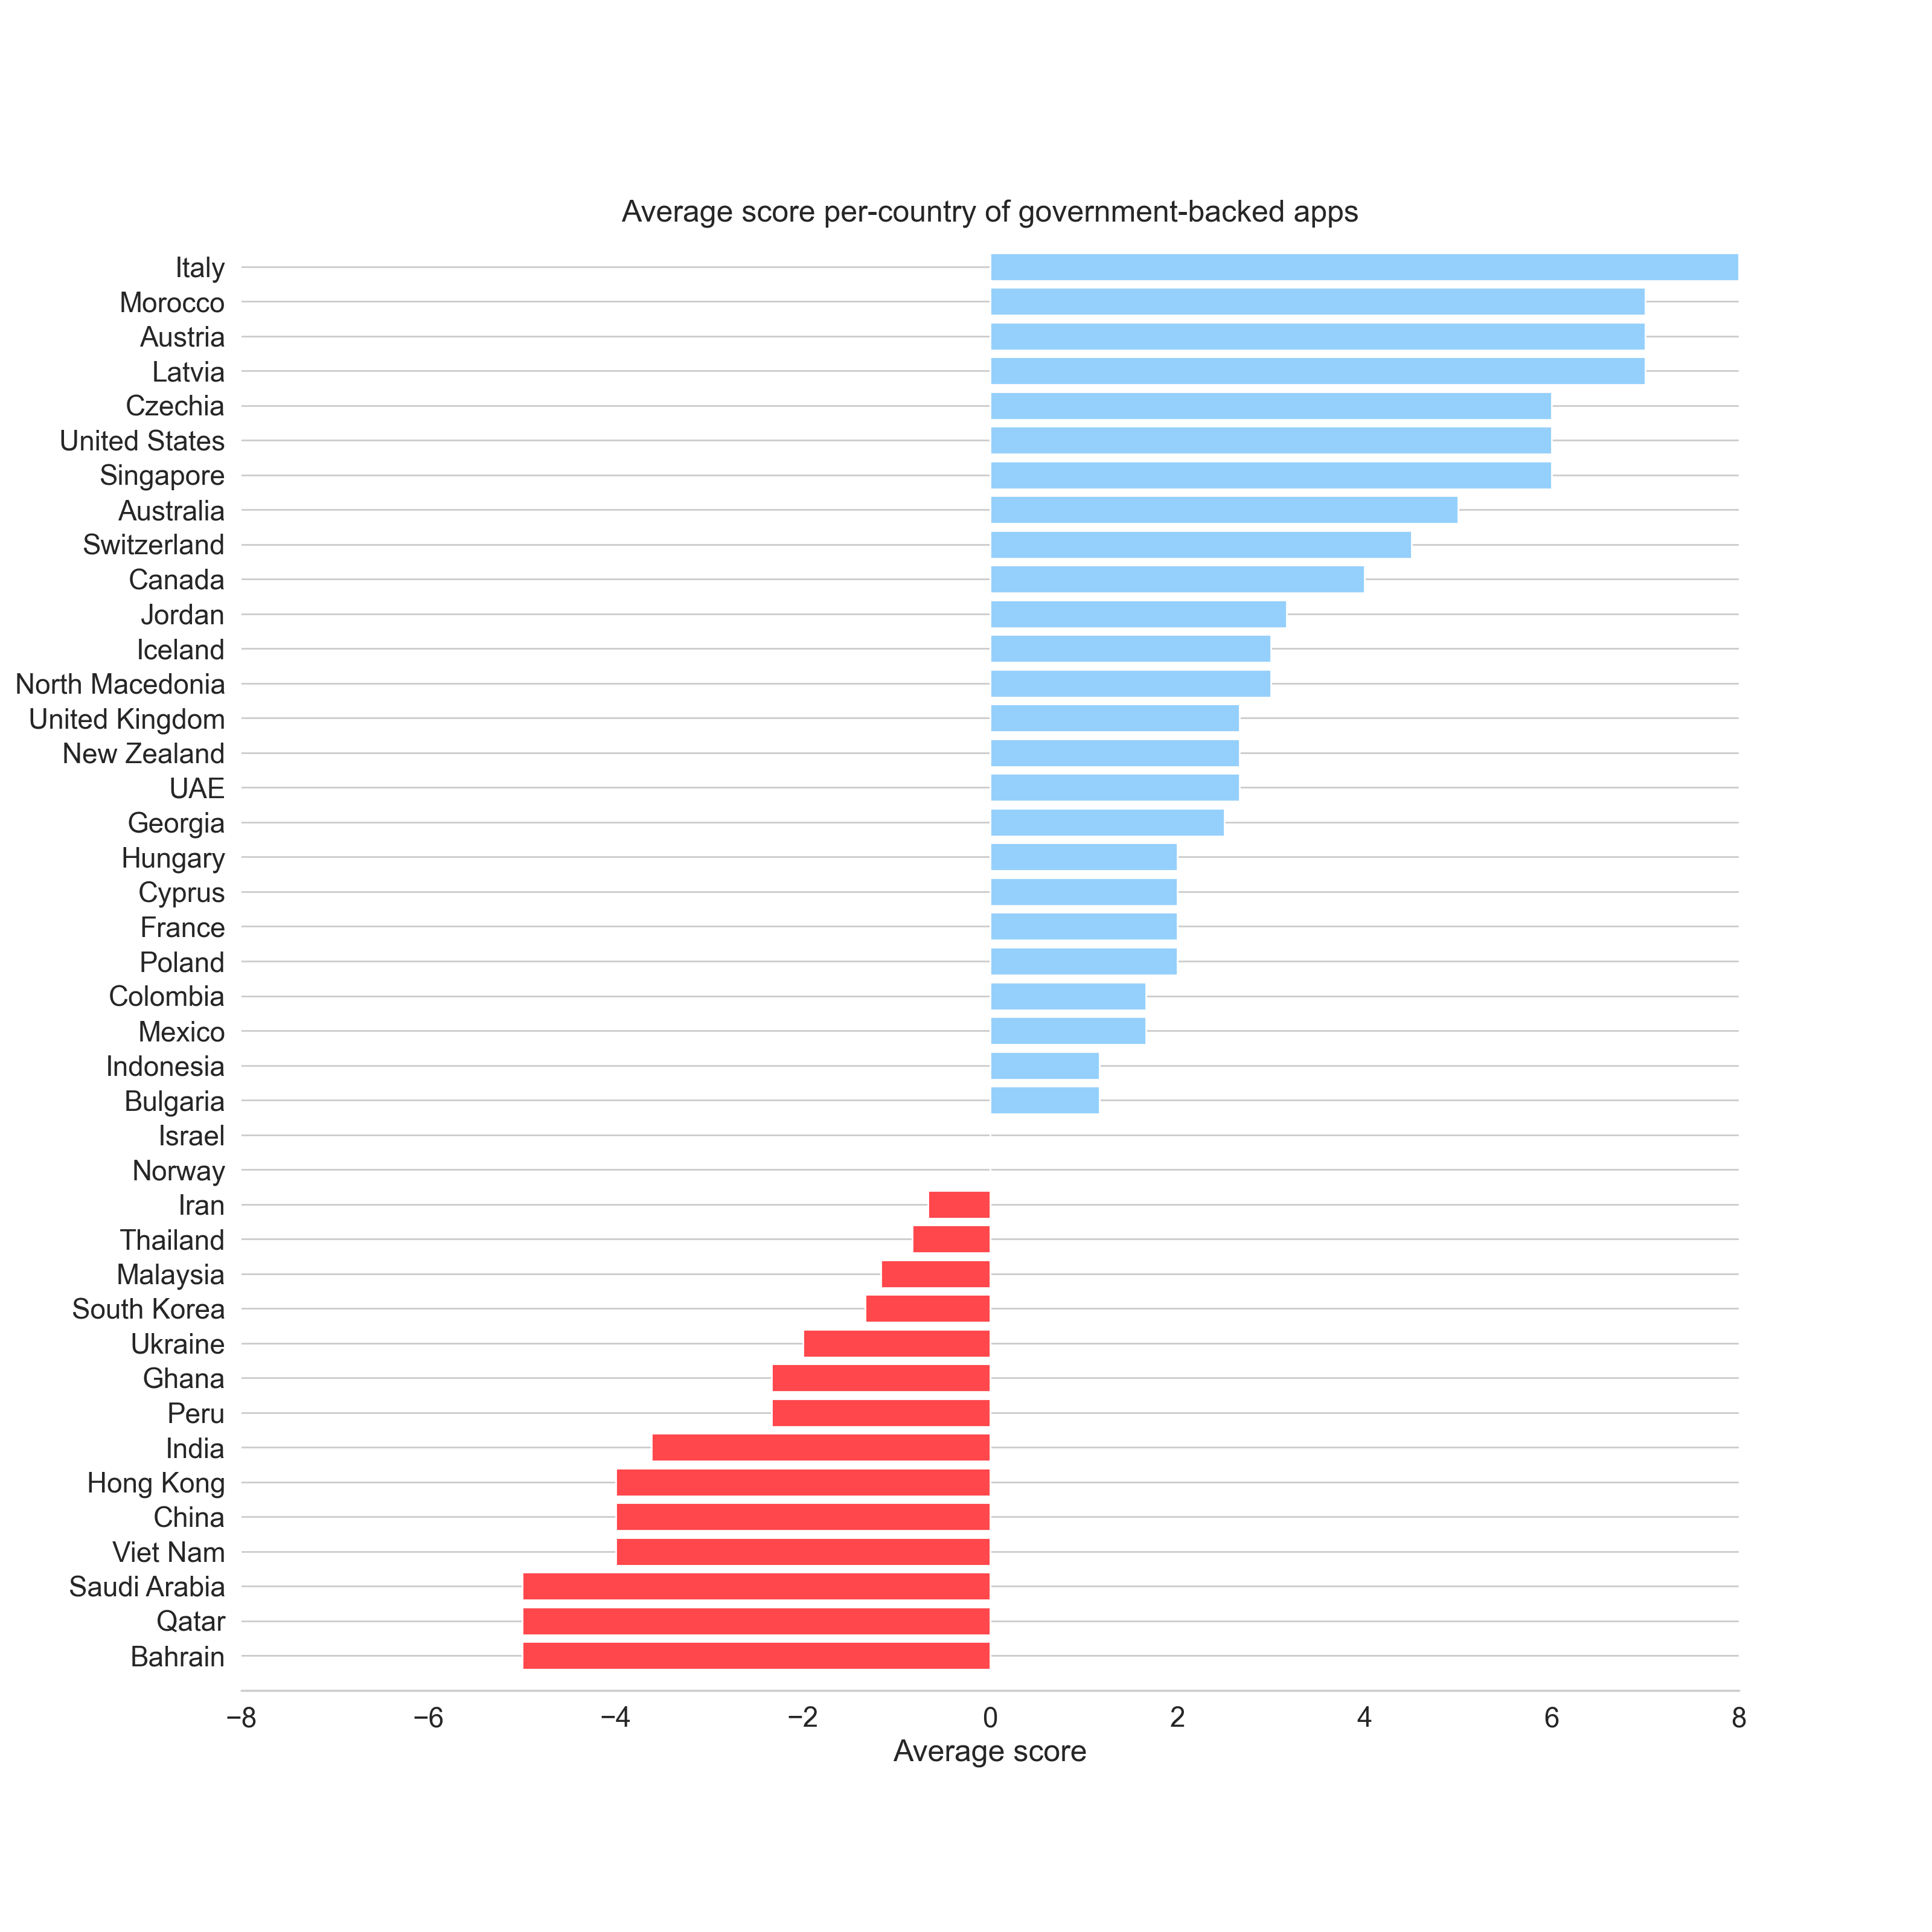 Average score per-country of government-backed apps
Italy
Morocco
Austria
Latvia
Czechia
United States
Singapore
Australia
Switzerland
Canada
Jordan
Iceland
North Macedonia
United Kingdom
New Zealand
UAE
Georgia
Hungary
Cyprus
France
Poland
Colombia
Mexico
Indonesia
Bulgaria
Israel
Norway
Iran
Thailand
Malaysia
South Korea
Ukraine
Ghana
Peru
India
Hong Kong
China
Viet Nam
Saudi Arabia
Qatar
Bahrain
−8 −6 −4 −2 0 2 4 6 8
Average score